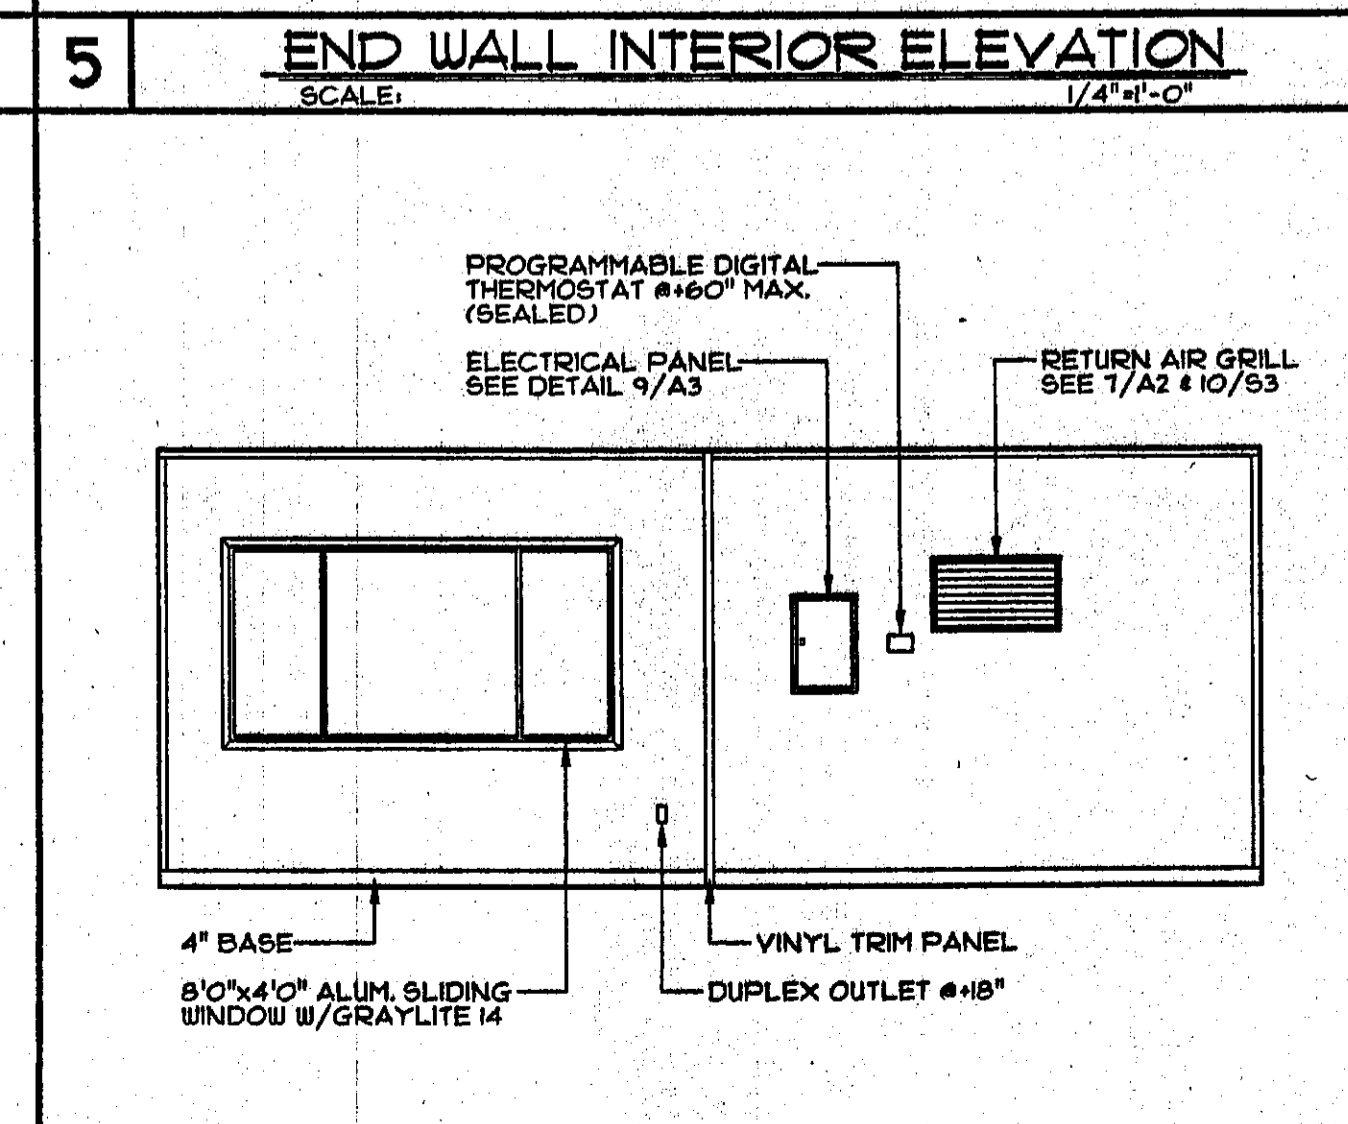 5
END WALL INTERIOR ELEVATION
SCALE: 1/4"=1'-0"
PROGRAMMABLE DIGITAL
THERMOSTAT @+60" MAX.
(SEALED)
ELECTRICAL PANEL
SEE DETAIL 9/A3
RETURN AIR GRILL
SEE 7/A2 & 10/S3
4" BASE
VINYL TRIM PANEL
8'0"x4'0" ALUM. SLIDING
WINDOW W/GRAYLITE 14
DUPLEX OUTLET @+18"